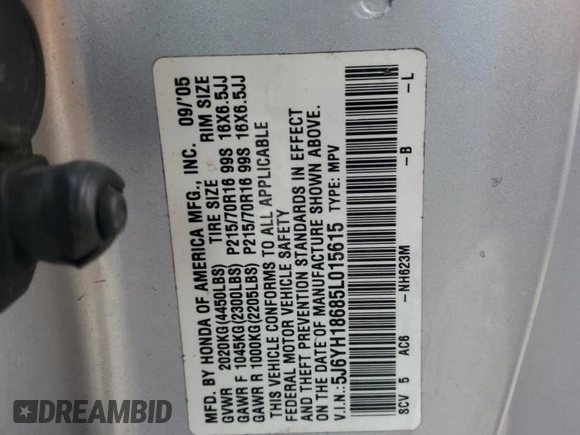 MFD. BY HONDA OF AMERICA MFG., INC. 09/'05
TIRE SIZE RIM SIZE
GVWR 2020KG(4450LBS)
GAWR F 1045KG(2300LBS) P215/70R16 99S 16X6.5JJ
GAWR R 1000KG(2205LBS) P215/70R16 99S 16X6.5JJ
THIS VEHICLE CONFORMS TO ALL APPLICABLE
FEDERAL MOTOR VEHICLE SAFETY
AND THEFT PREVENTION STANDARDS IN EFFECT
ON THE DATE OF MANUFACTURE SHOWN ABOVE.
V.I.N.: 5J6YH18685L015615 TYPE: MPV
SCV 5 AC6 -NH623M -B -L
AMERIDBID